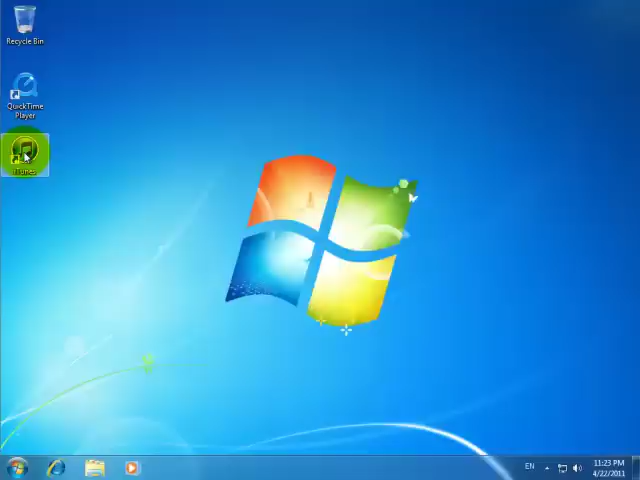 Recycle Bin
QuickTime
Player
iTunes
EN
11:23 PM
4/22/2011